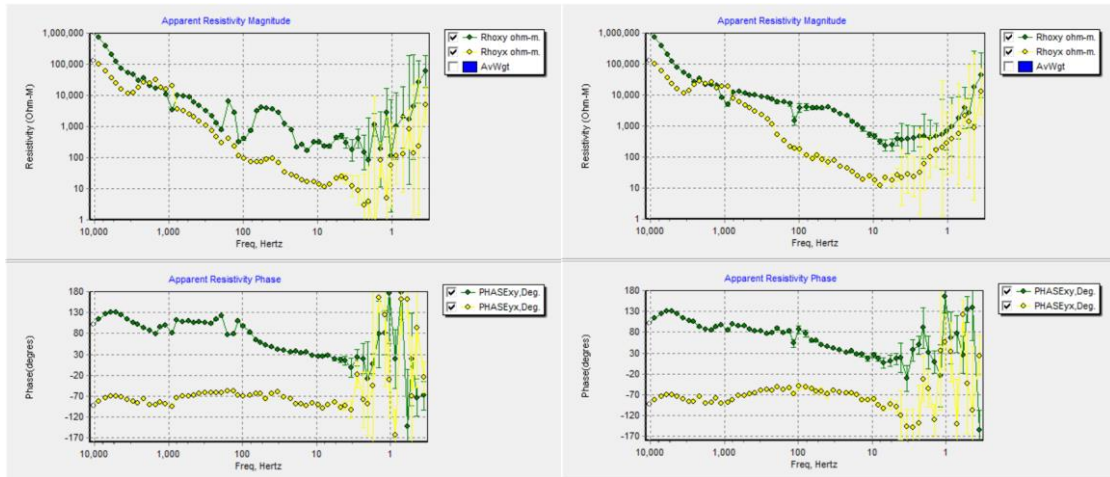 Apparent Resistivity Magnitude
1,000,000
100,000
10,000
1,000
100
10
1
Resistivity (Ohm-M)
10,000
1,000
100
10
1
Freq, Hertz
Rhoxy ohm-m.
Rhoyx ohm-m.
AvWgt
Apparent Resistivity Magnitude
1,000,000
100,000
10,000
1,000
100
10
1
Resistivity (Ohm-M)
10,000
1,000
100
10
1
Freq, Hertz
Rhoxy ohm-m.
Rhoyx ohm-m.
AvWgt
Apparent Resistivity Phase
180
130
80
30
-20
-70
-120
-170
Phase(degrees)
10,000
1,000
100
10
1
Freq, Hertz
PHASExy,Deg.
PHASEyx,Deg.
Apparent Resistivity Phase
180
130
80
30
-20
-70
-120
-170
Phase(degrees)
10,000
1,000
100
10
1
Freq, Hertz
PHASExy,Deg.
PHASEyx,Deg.